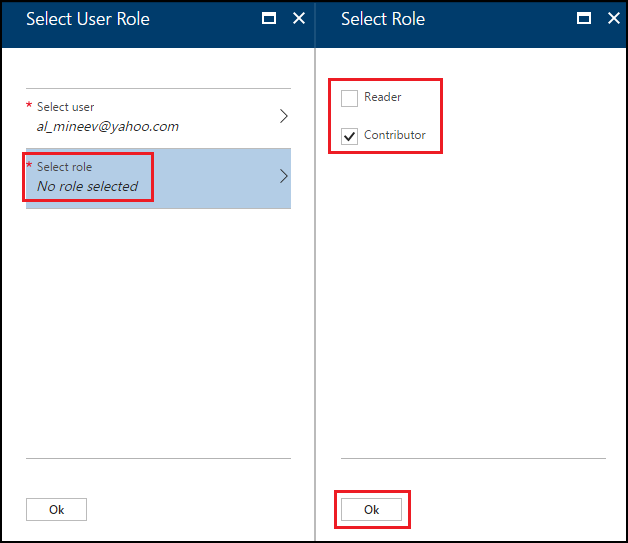 Select User Role
* Select user
al_mineev@yahoo.com
* Select role
No role selected
Ok
Select Role
Reader
Contributor
Ok